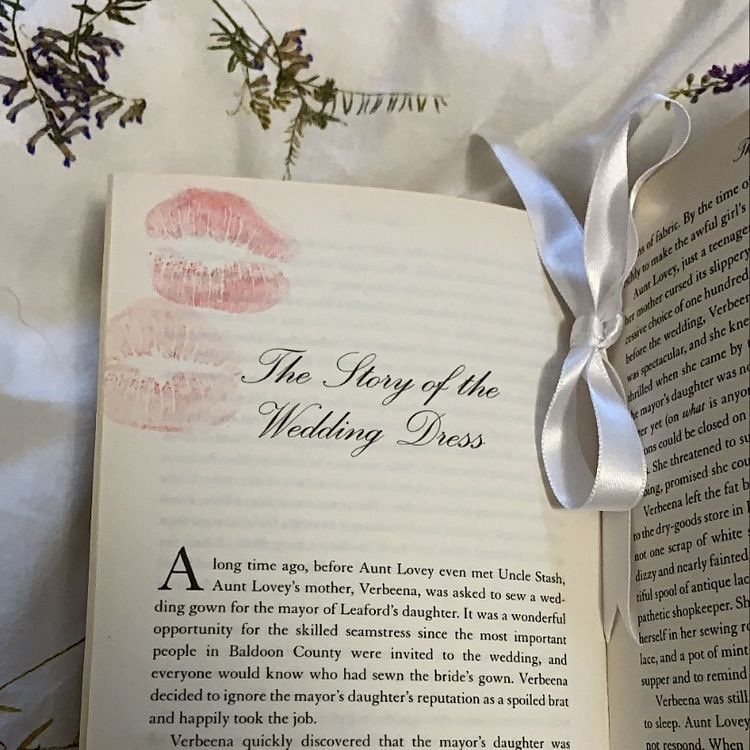 The Story of the
Wedding Dress
A long time ago, before Aunt Lovey even met Uncle Stash,
Aunt Lovey's mother, Verbeena, was asked to sew a wed-
ding gown for the mayor of Leaford's daughter. It was a wonderful
opportunity for the skilled seamstress since the most important
people in Baldoon County were invited to the wedding, and
everyone would know who had sewn the bride's gown. Verbeena
decided to ignore the mayor's daughter's reputation as a spoiled brat
and happily took the job.
Verbeena quickly discovered that the mayor's daughter was
of fabric. By the time
to make the awful girl's
Aunt Lovey, just a teenage
her mother cursed its slippery
choice of one hundred
before the wedding, Verbee
was spectacular, and she kne
thrilled when she came by
mayor's daughter was no
yet (on what is anyo
could be closed on
She threatened to su
promised she cou
Verbeena left the fat b
to the dry-goods store in
not one scrap of white
dizzy and nearly fainted
spool of antique lac
pathetic shopkeeper. She
herself in her sewing ro
lace, and a pot of mint
supper and to remind
Verbeena was still
to sleep. Aunt Lovey
not respond. When